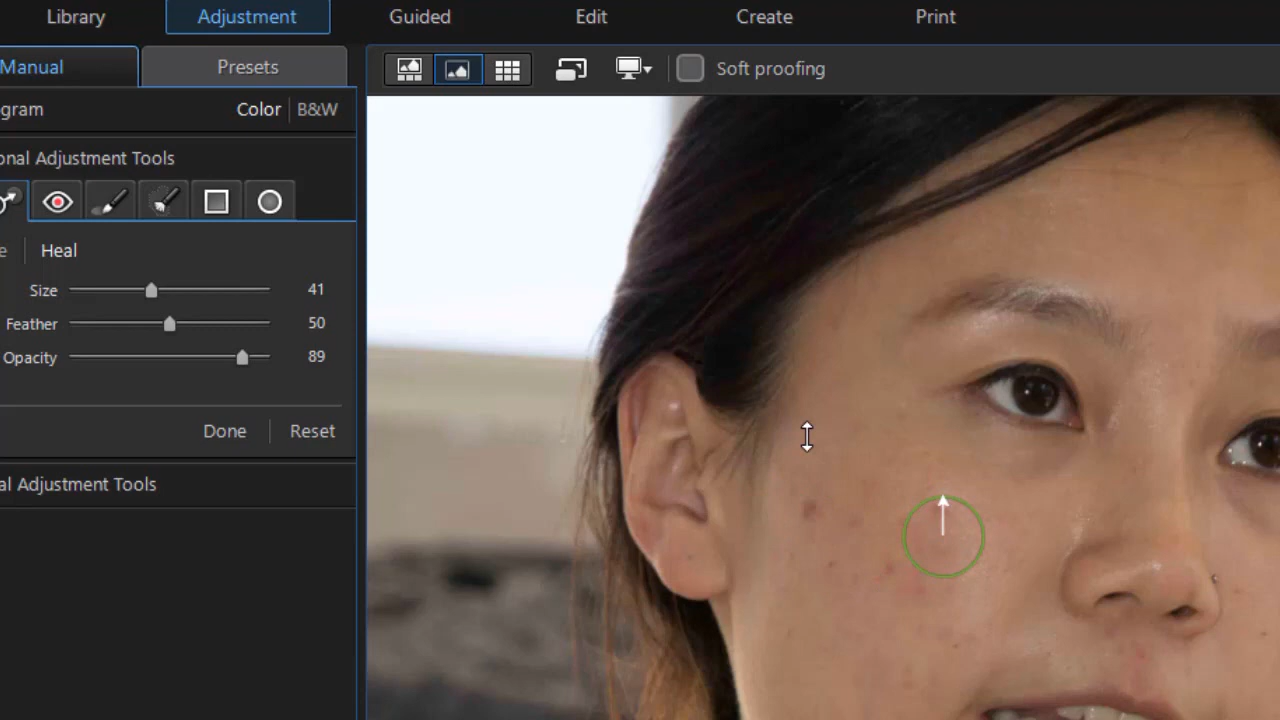 Library Adjustment Guided Edit Create Print
Manual Presets
Soft proofing
gram Color B&W
onal Adjustment Tools
e Heal
Size 41
Feather 50
Opacity 89
Done Reset
al Adjustment Tools